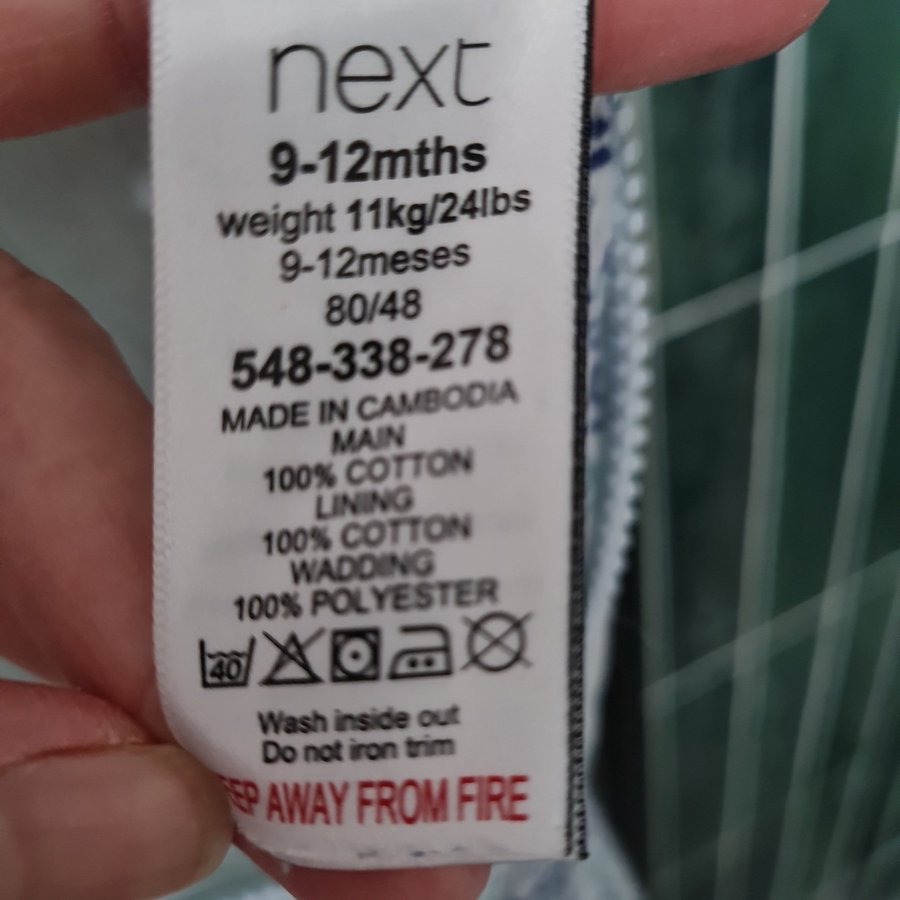 next
9-12mths
weight 11kg/24lbs
9-12meses
80/48
548-338-278
MADE IN CAMBODIA
MAIN
100% COTTON
LINING
100% COTTON
WADDING
100% POLYESTER
40
Wash inside out
Do not iron trim
EP AWAY FROM FIRE